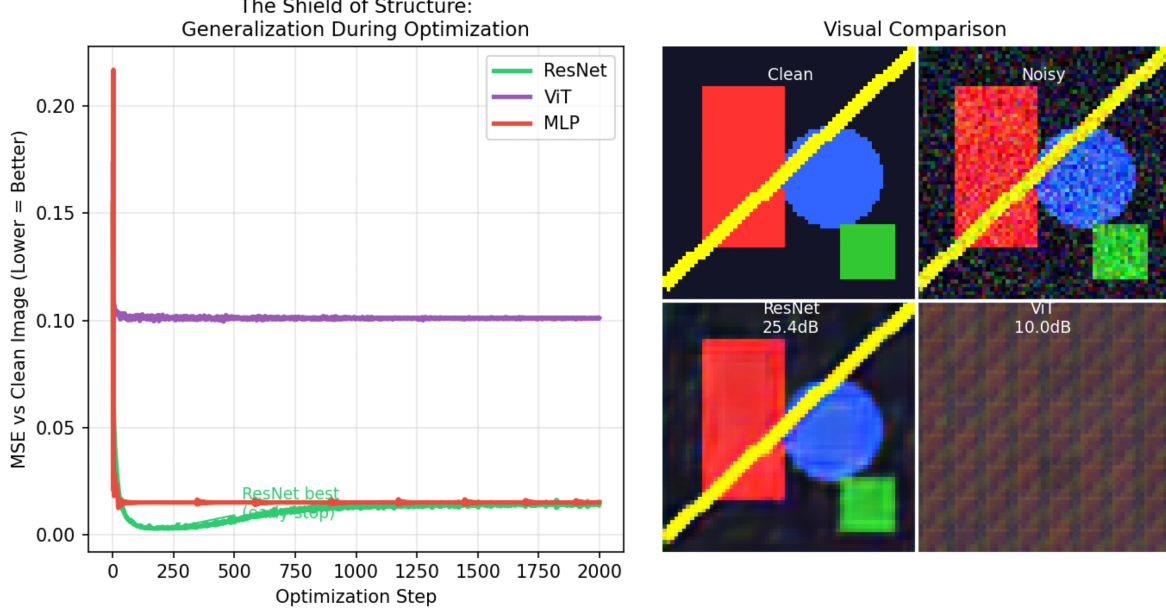 The Shield of Structure:
Generalization During Optimization
MSE vs Clean Image (Lower = Better)
0.20
0.15
0.10
0.05
0.00
ResNet
ViT
MLP
ResNet best
(early stop)
0
250
500
750
1000
1250
1500
1750
2000
Optimization Step
Visual Comparison
Clean
Noisy
ResNet
25.4dB
ViT
10.0dB